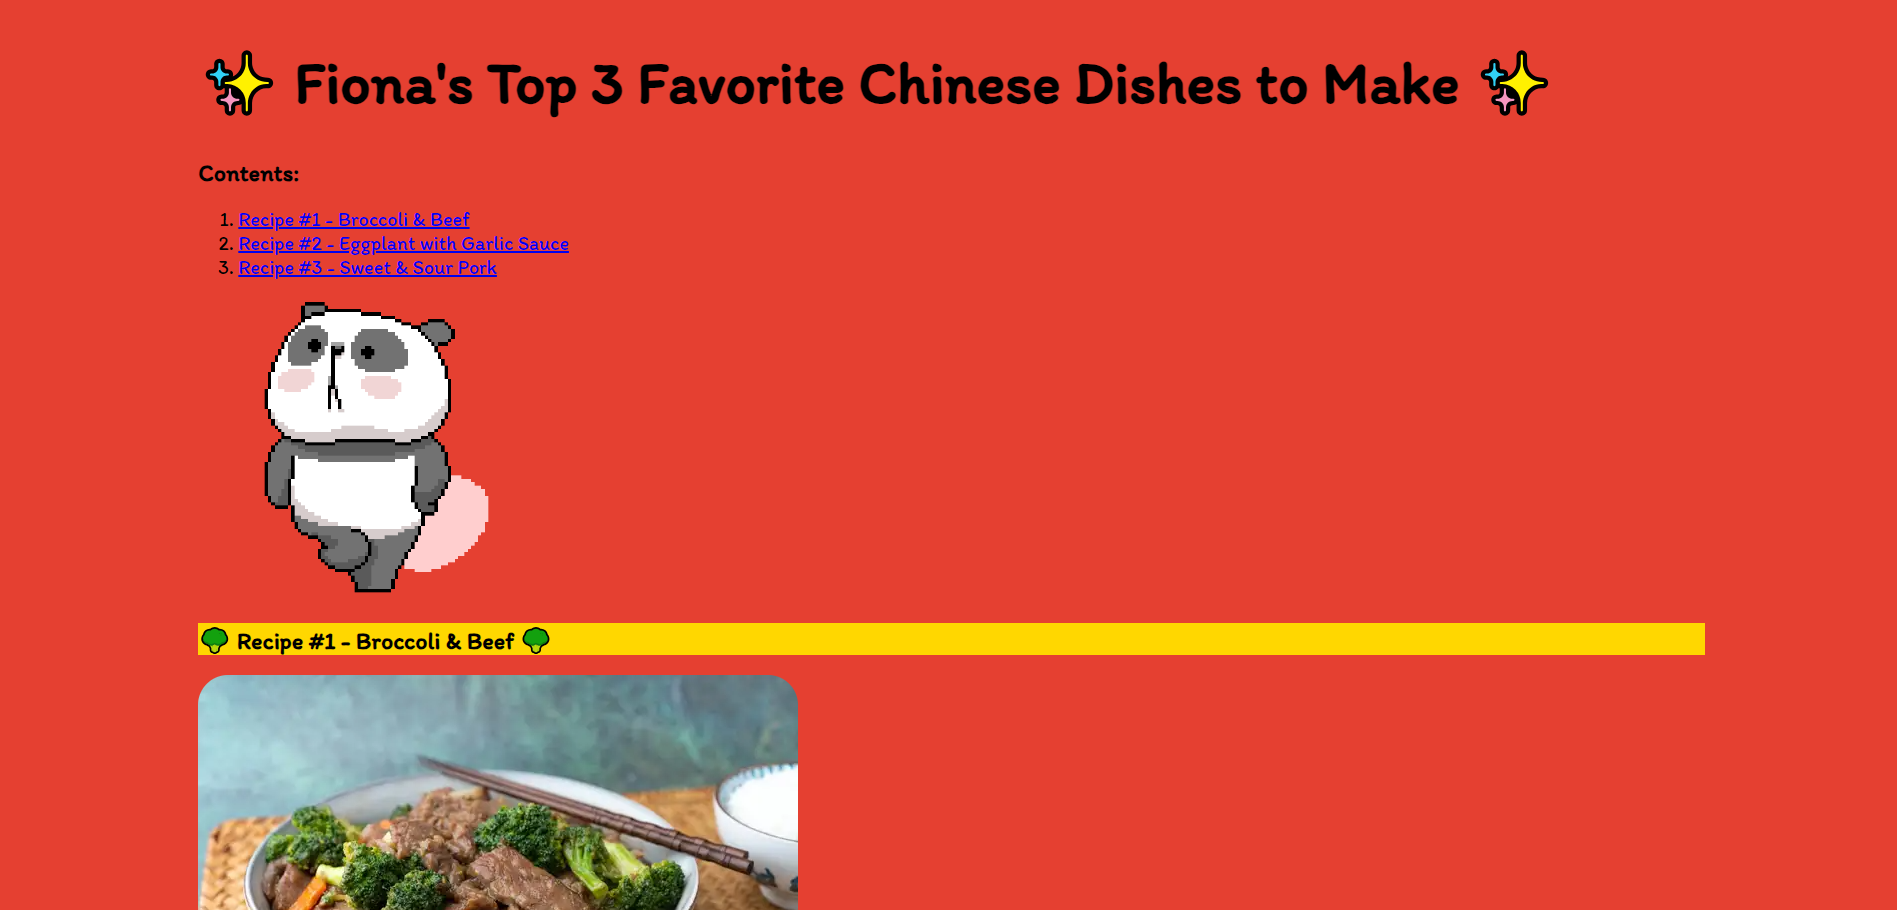 ✨ Fiona's Top 3 Favorite Chinese Dishes to Make ✨
Contents:
1. Recipe #1 - Broccoli & Beef
2. Recipe #2 - Eggplant with Garlic Sauce
3. Recipe #3 - Sweet & Sour Pork
🥦 Recipe #1 - Broccoli & Beef 🥦